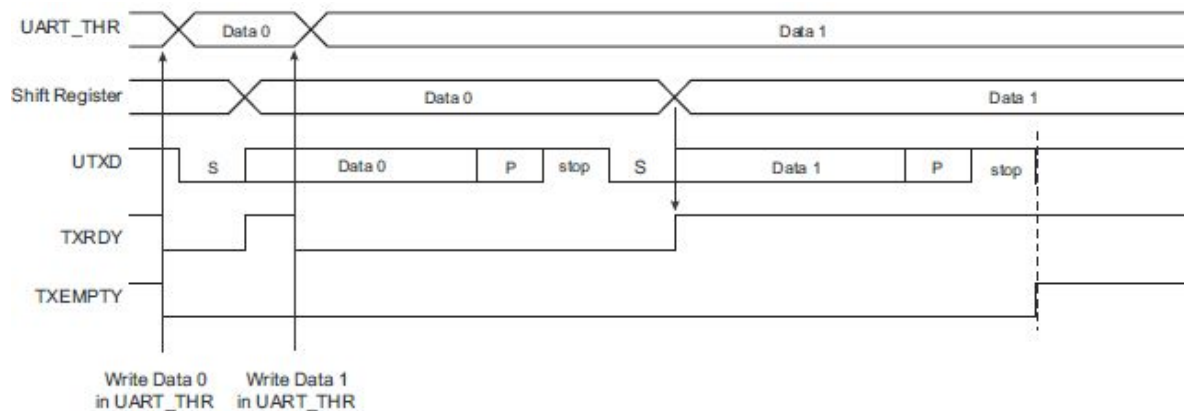 UART_THR Data 0 Data 1
Shift Register Data 0 Data 1
UTXD S Data 0 P stop S Data 1 P stop
TXRDY
TXEMPTY
Write Data 0 Write Data 1
in UART_THR in UART_THR